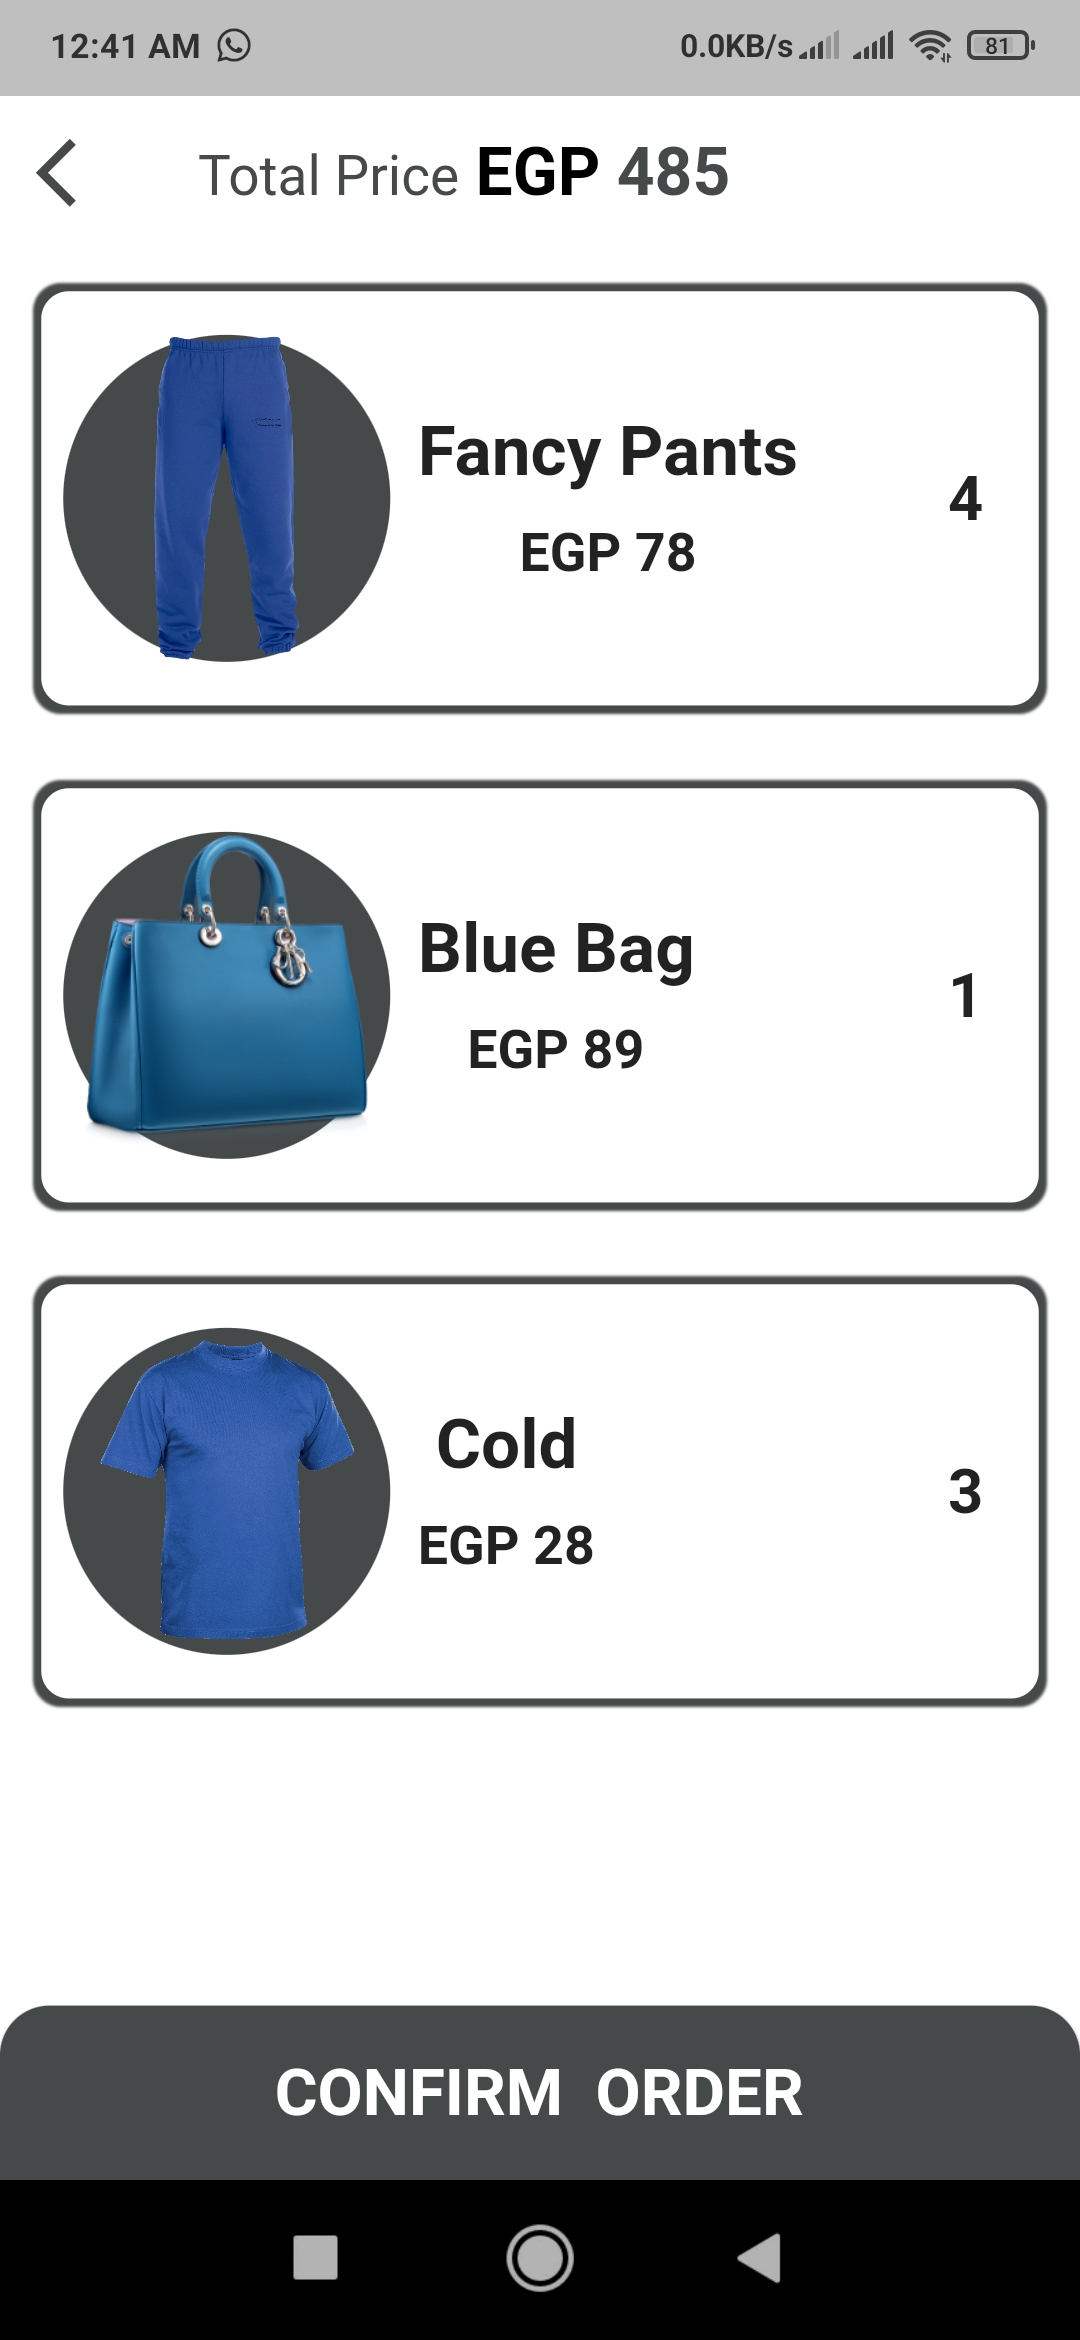 12:41 AM 0.0KB/s 81
Total Price EGP 485
Fancy Pants
EGP 78
4
Blue Bag
EGP 89
1
Cold
EGP 28
3
CONFIRM ORDER